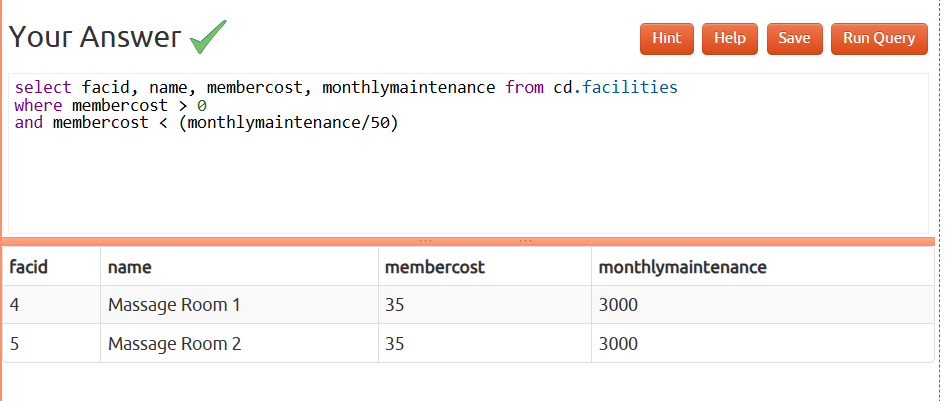 Your Answer
Hint Help Save Run Query
select facid, name, membercost, monthlymaintenance from cd.facilities
where membercost > 0
and membercost < (monthlymaintenance/50)
facid name membercost monthlymaintenance
4 Massage Room 1 35 3000
5 Massage Room 2 35 3000